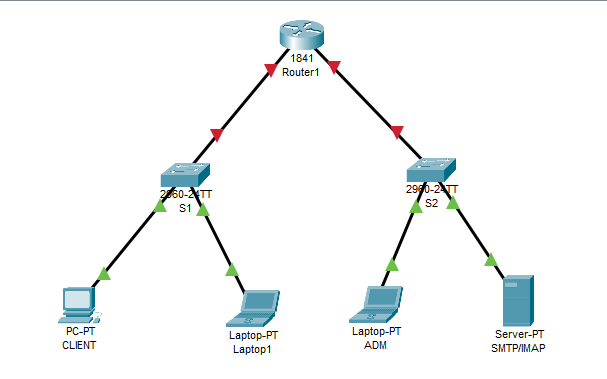 1841
Router1
2960-24TT
S1
2960-24TT
S2
PC-PT
CLIENT
Laptop-PT
Laptop1
Laptop-PT
ADM
Server-PT
SMTP/IMAP